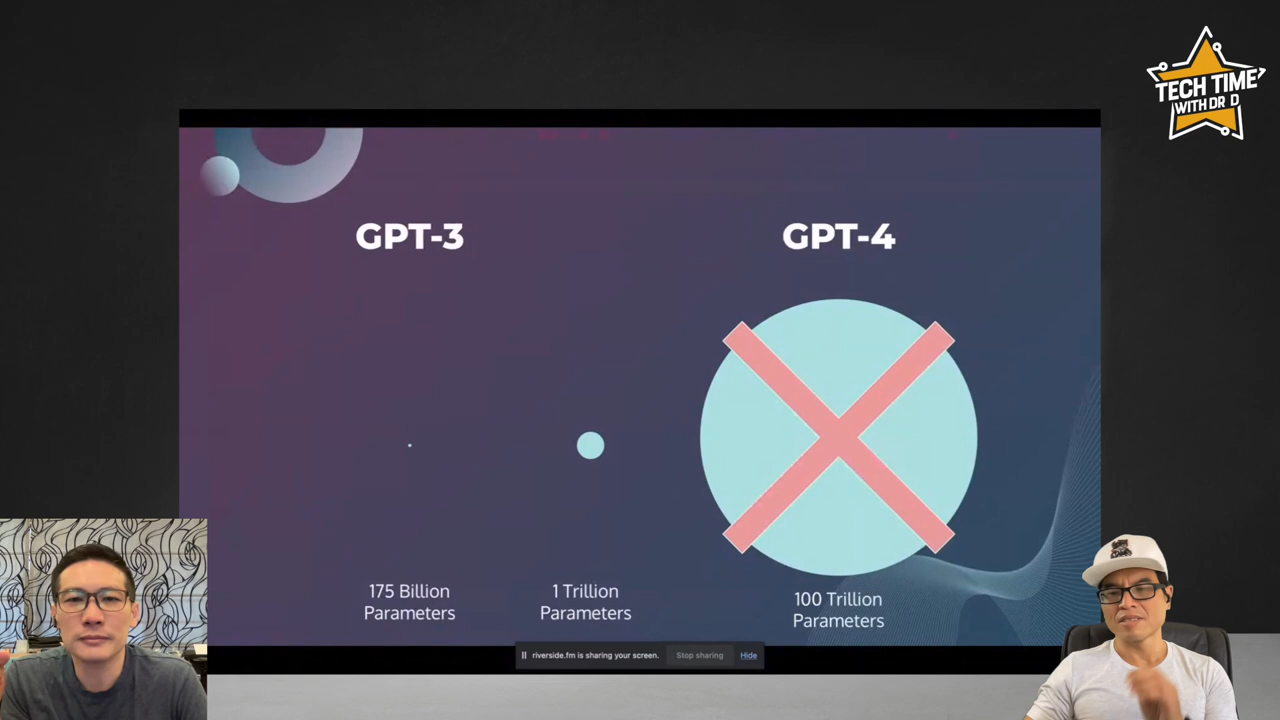 TECH TIME
WITH DR D
GPT-3
GPT-4
175 Billion
Parameters
1 Trillion
Parameters
100 Trillion
Parameters
riverside.fm is sharing your screen.
Stop sharing
Hide